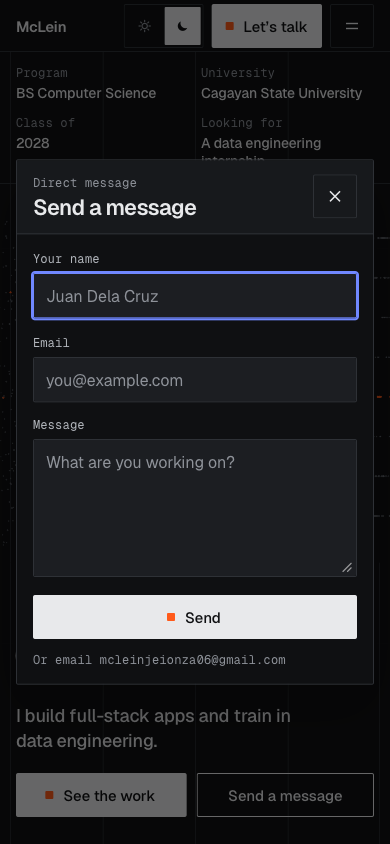 McLein
Let's talk
Program
University
BS Computer Science
Cagayan State University
Class of
Looking for
2028
A data engineering
internship
Direct message
Send a message
Your name
Juan Dela Cruz
Email
you@example.com
Message
What are you working on?
Send
Or email mcleinjeionza06@gmail.com
I build full-stack apps and train in
data engineering.
See the work
Send a message